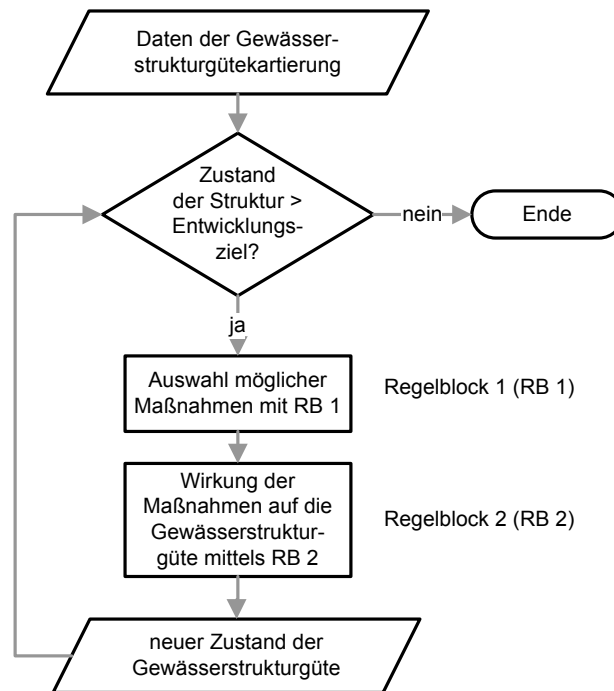 Daten der Gewässer-
strukturgütekartierung
Zustand
der Struktur >
Entwicklungs-
ziel?
nein
Ende
ja
Auswahl möglicher
Maßnahmen mit RB 1
Regelblock 1 (RB 1)
Wirkung der
Maßnahmen auf die
Gewässerstruktur-
güte mittels RB 2
Regelblock 2 (RB 2)
neuer Zustand der
Gewässerstrukturgüte